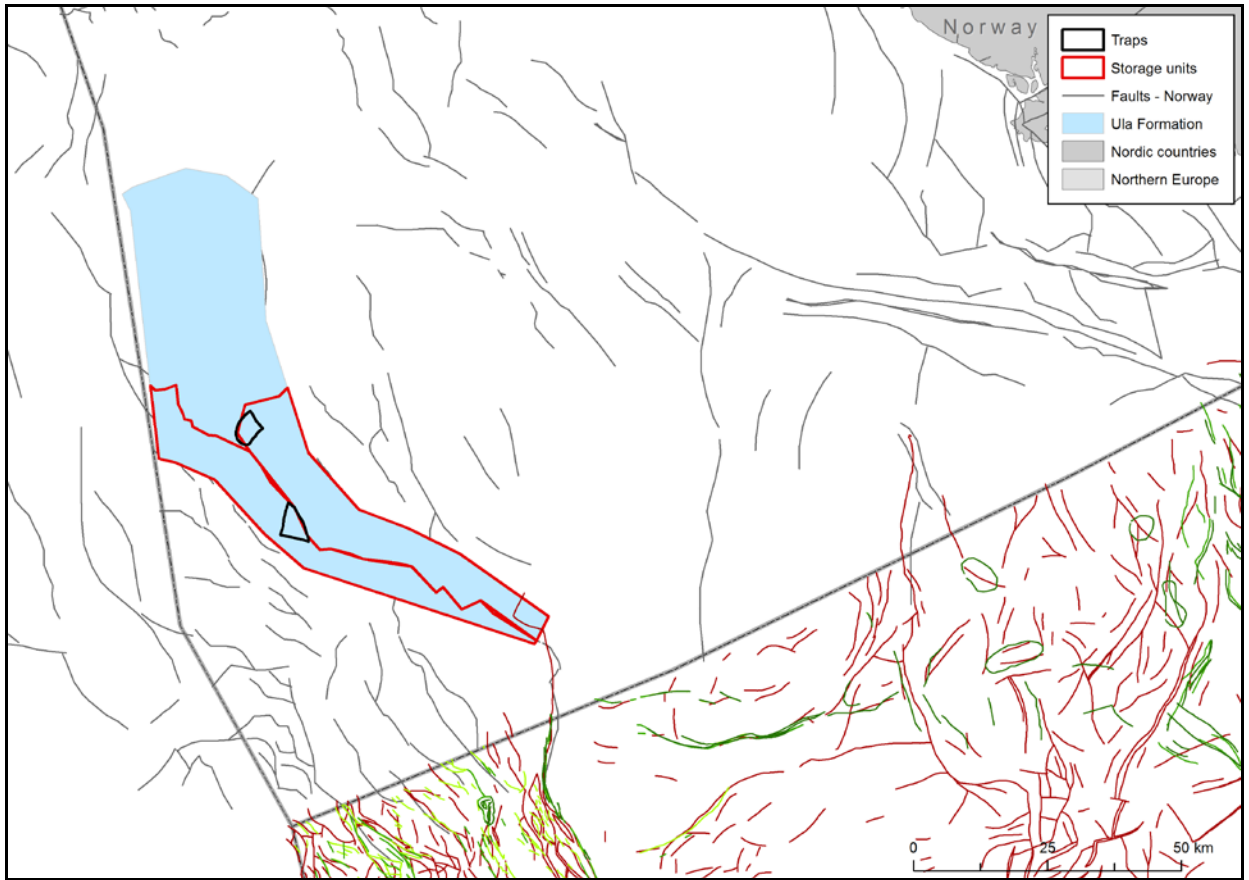 Norway
Traps
Storage units
Faults - Norway
Ula Formation
Nordic countries
Northern Europe
0 25 50 km